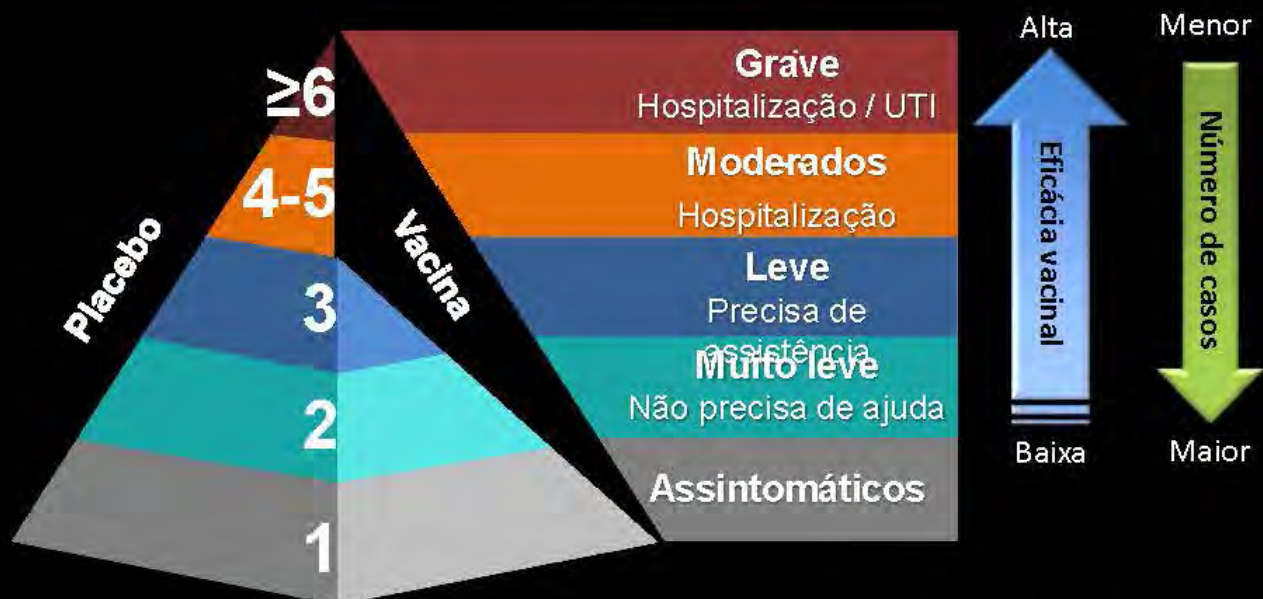 ≥6
4-5
3
2
1
Placebo
Vacina
Grave
Hospitalização / UTI
Moderados
Hospitalização
Leve
Precisa de
assistência
Muito leve
Não precisa de ajuda
Assintomáticos
Alta
Eficácia vacinal
Baixa
Menor
Número de casos
Maior